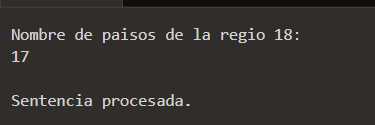 Nombre de paisos de la regio 18:
17
Sentencia procesada.